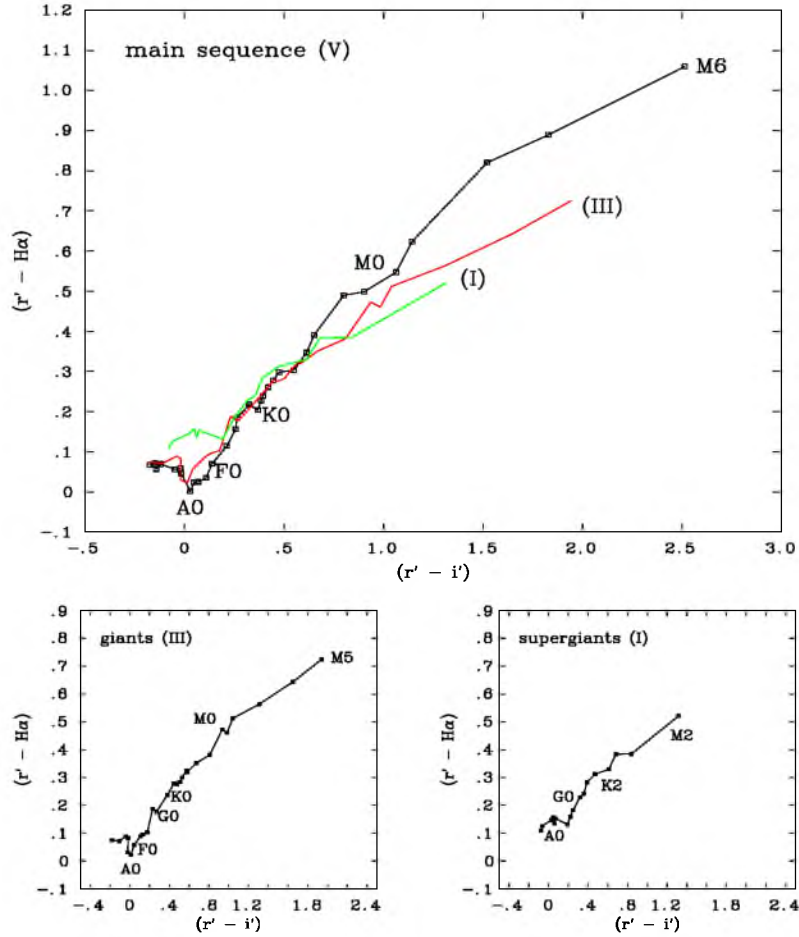 1.2
1.1
1.0
.9
.8
.7
.6
.5
.4
.3
.2
.1
0
-.1
(r′ - Hα)
main sequence (V)
M6
(III)
M0
(I)
K0
F0
A0
-.5
0
.5
1.0
1.5
2.0
2.5
3.0
(r′ - i′)
.9
.8
.7
.6
.5
.4
.3
.2
.1
0
-.1
(r′ - Hα)
giants (III)
M5
M0
K0
G0
F0
A0
-.4
0
.4
.8
1.2
1.6
2.0
2.4
(r′ - i′)
.9
.8
.7
.6
.5
.4
.3
.2
.1
0
-.1
(r′ - Hα)
supergiants (I)
M2
K2
G0
A0
-.4
0
.4
.8
1.2
1.6
2.0
2.4
(r′ - i′)